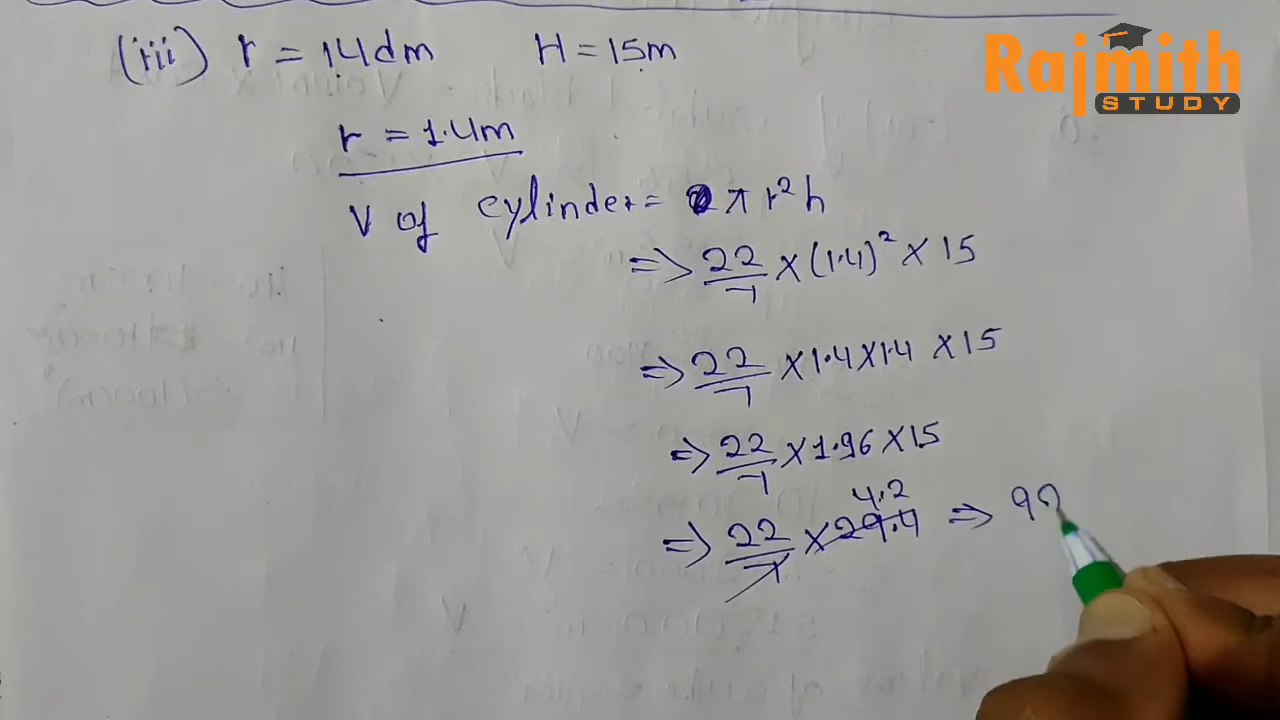 (iii) r = 14dm H = 15m
Rajmith
STUDY
r = 1.4m
V of cylinder = π r² h
=> 22/7 × (1.4)² × 15
=> 22/7 × 1.4 × 1.4 × 15
=> 22/7 × 1.96 × 15
4.2
=> 22/7 × 29.4 => 92